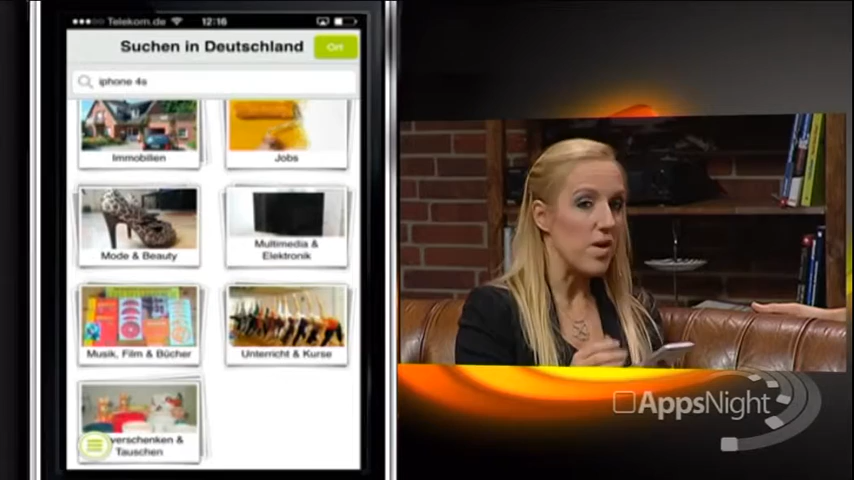 Telekom.de 12:16
Suchen in Deutschland
Ort
iphone 4s
Immobilien
Jobs
Mode & Beauty
Multimedia &
Elektronik
Musik, Film & Bücher
Unterricht & Kurse
verschenken &
Tauschen
AppsNight